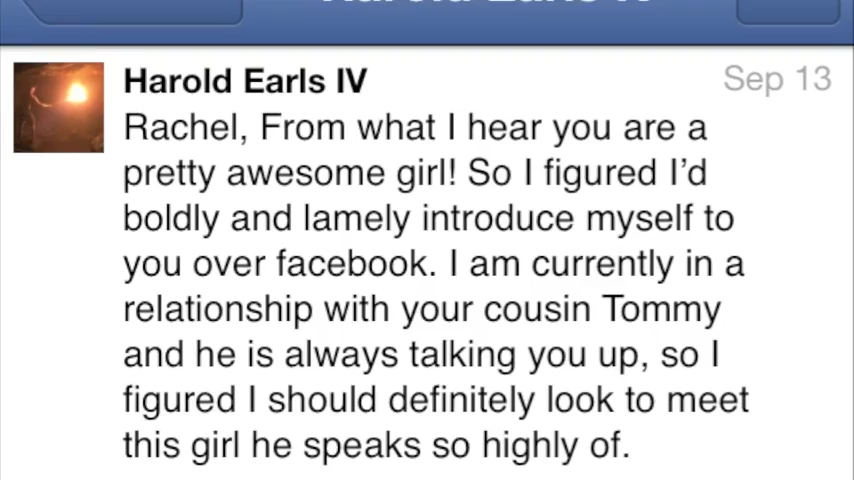 Harold Earls IV
Harold Earls IV Sep 13
Rachel, From what I hear you are a
pretty awesome girl! So I figured I'd
boldly and lamely introduce myself to
you over facebook. I am currently in a
relationship with your cousin Tommy
and he is always talking you up, so I
figured I should definitely look to meet
this girl he speaks so highly of.